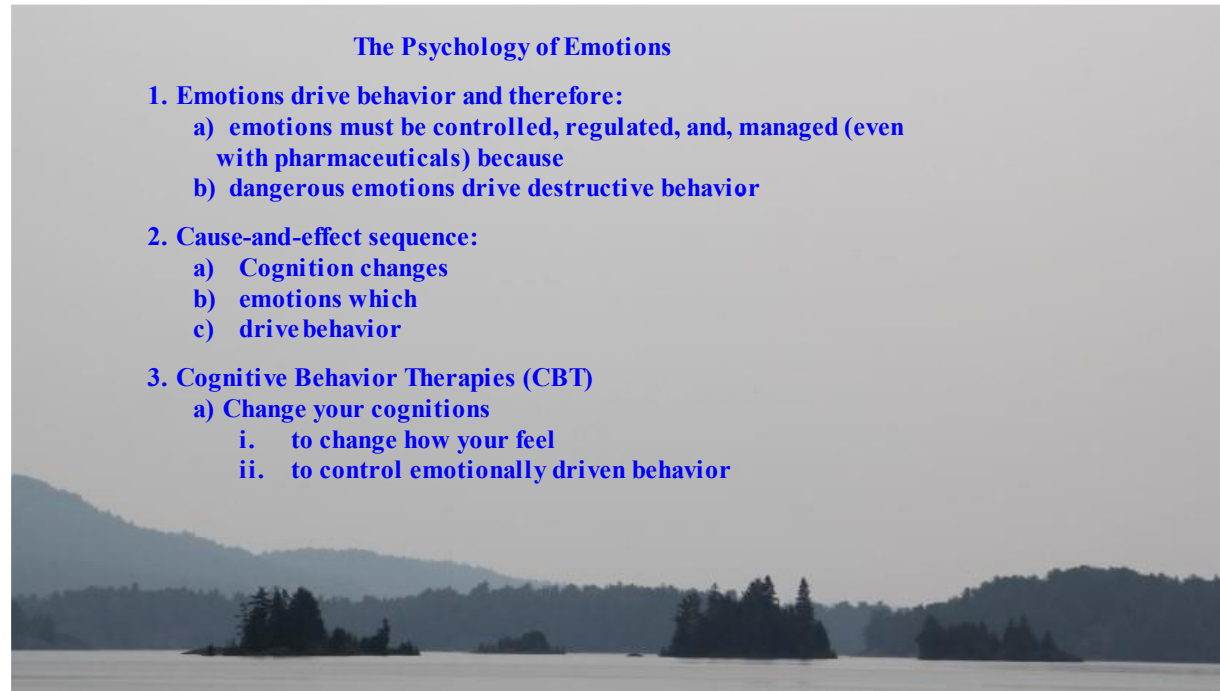 The Psychology of Emotions
1. Emotions drive behavior and therefore:
a) emotions must be controlled, regulated, and, managed (even
with pharmaceuticals) because
b) dangerous emotions drive destructive behavior
2. Cause-and-effect sequence:
a) Cognition changes
b) emotions which
c) drive behavior
3. Cognitive Behavior Therapies (CBT)
a) Change your cognitions
i. to change how your feel
ii. to control emotionally driven behavior